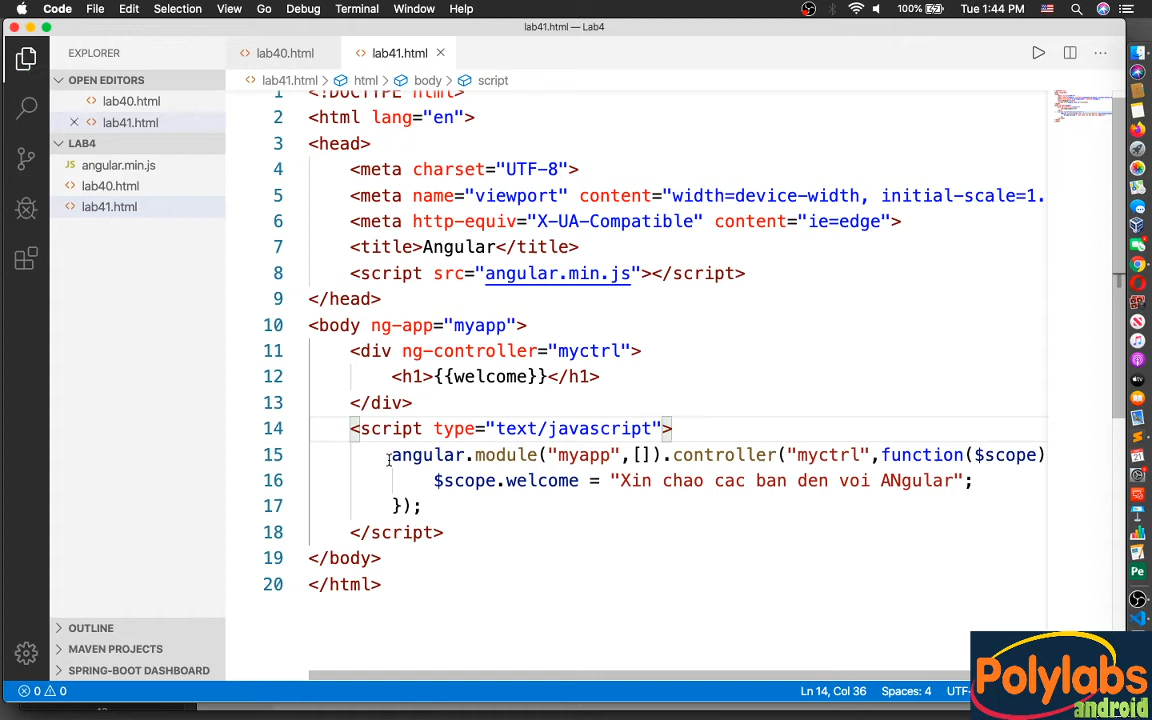 Code File Edit Selection View Go Debug Terminal Window Help 100% Tue 1:44 PM
lab41.html — Lab4
EXPLORER
OPEN EDITORS
lab40.html
lab41.html
LAB4
angular.min.js
lab40.html
lab41.html
OUTLINE
MAVEN PROJECTS
SPRING-BOOT DASHBOARD
lab40.html lab41.html
lab41.html html body script
1 <!DOCTYPE html>
2 <html lang="en">
3 <head>
4 <meta charset="UTF-8">
5 <meta name="viewport" content="width=device-width, initial-scale=1.
6 <meta http-equiv="X-UA-Compatible" content="ie=edge">
7 <title>Angular</title>
8 <script src="angular.min.js"></script>
9 </head>
10 <body ng-app="myapp">
11 <div ng-controller="myctrl">
12 <h1>{{welcome}}</h1>
13 </div>
14 <script type="text/javascript">
15 angular.module("myapp",[]).controller("myctrl",function($scope)
16 $scope.welcome = "Xin chao cac ban den voi ANgular";
17 });
18 </script>
19 </body>
20 </html>
0 0 Ln 14, Col 36 Spaces: 4 UTF-
Polylabs
android